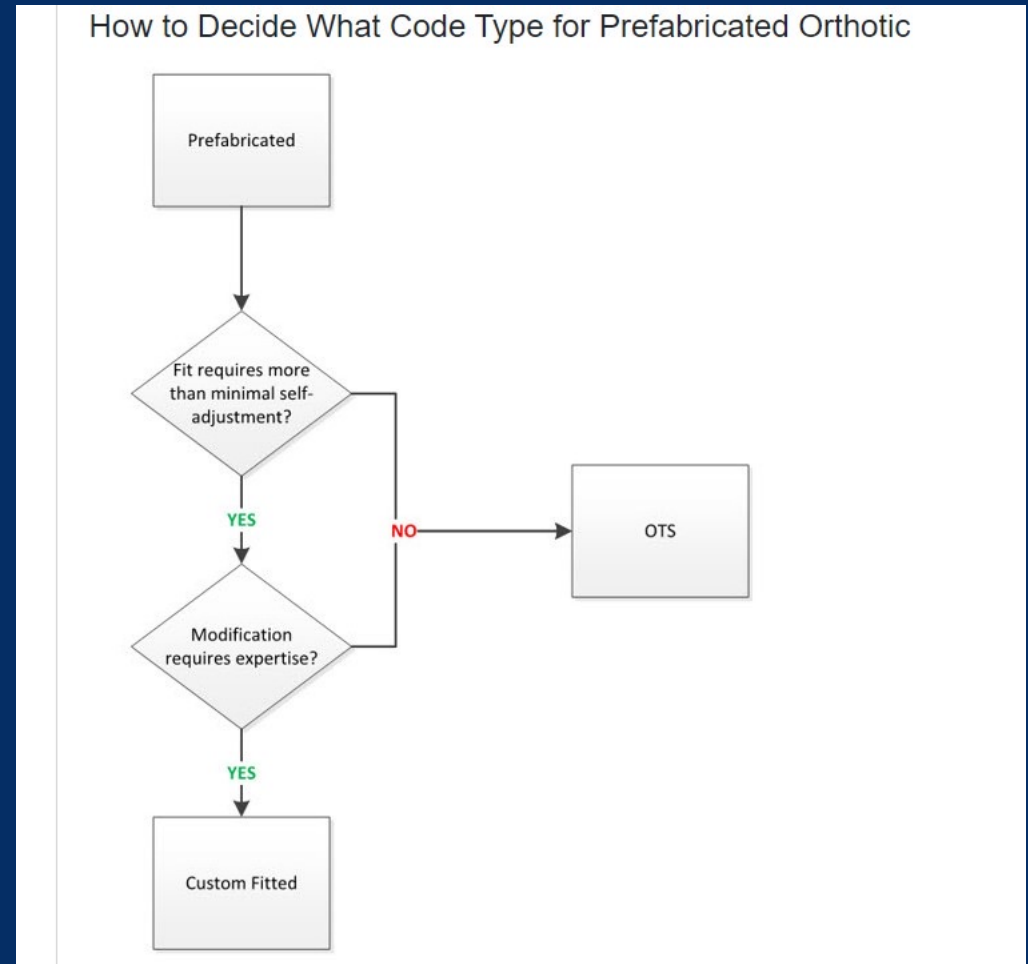 How to Decide What Code Type for Prefabricated Orthotic
Prefabricated
Fit requires more
than minimal self-
adjustment?
YES
NO
OTS
Modification
requires expertise?
YES
Custom Fitted